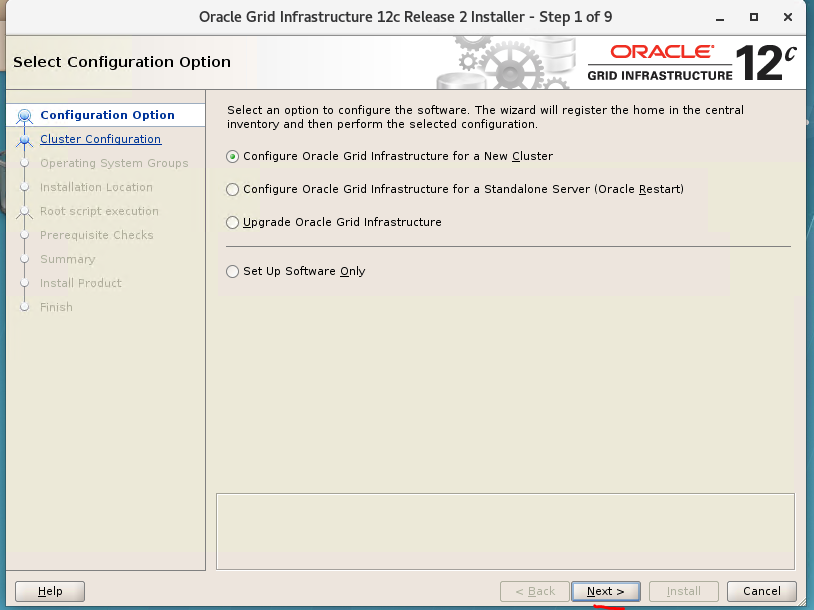 Oracle Grid Infrastructure 12c Release 2 Installer - Step 1 of 9
Select Configuration Option
ORACLE
GRID INFRASTRUCTURE
12c
Configuration Option
Cluster Configuration
Operating System Groups
Installation Location
Root script execution
Prerequisite Checks
Summary
Install Product
Finish
Select an option to configure the software. The wizard will register the home in the central
inventory and then perform the selected configuration.
Configure Oracle Grid Infrastructure for a New Cluster
Configure Oracle Grid Infrastructure for a Standalone Server (Oracle Restart)
Upgrade Oracle Grid Infrastructure
Set Up Software Only
Help
< Back
Next >
Install
Cancel